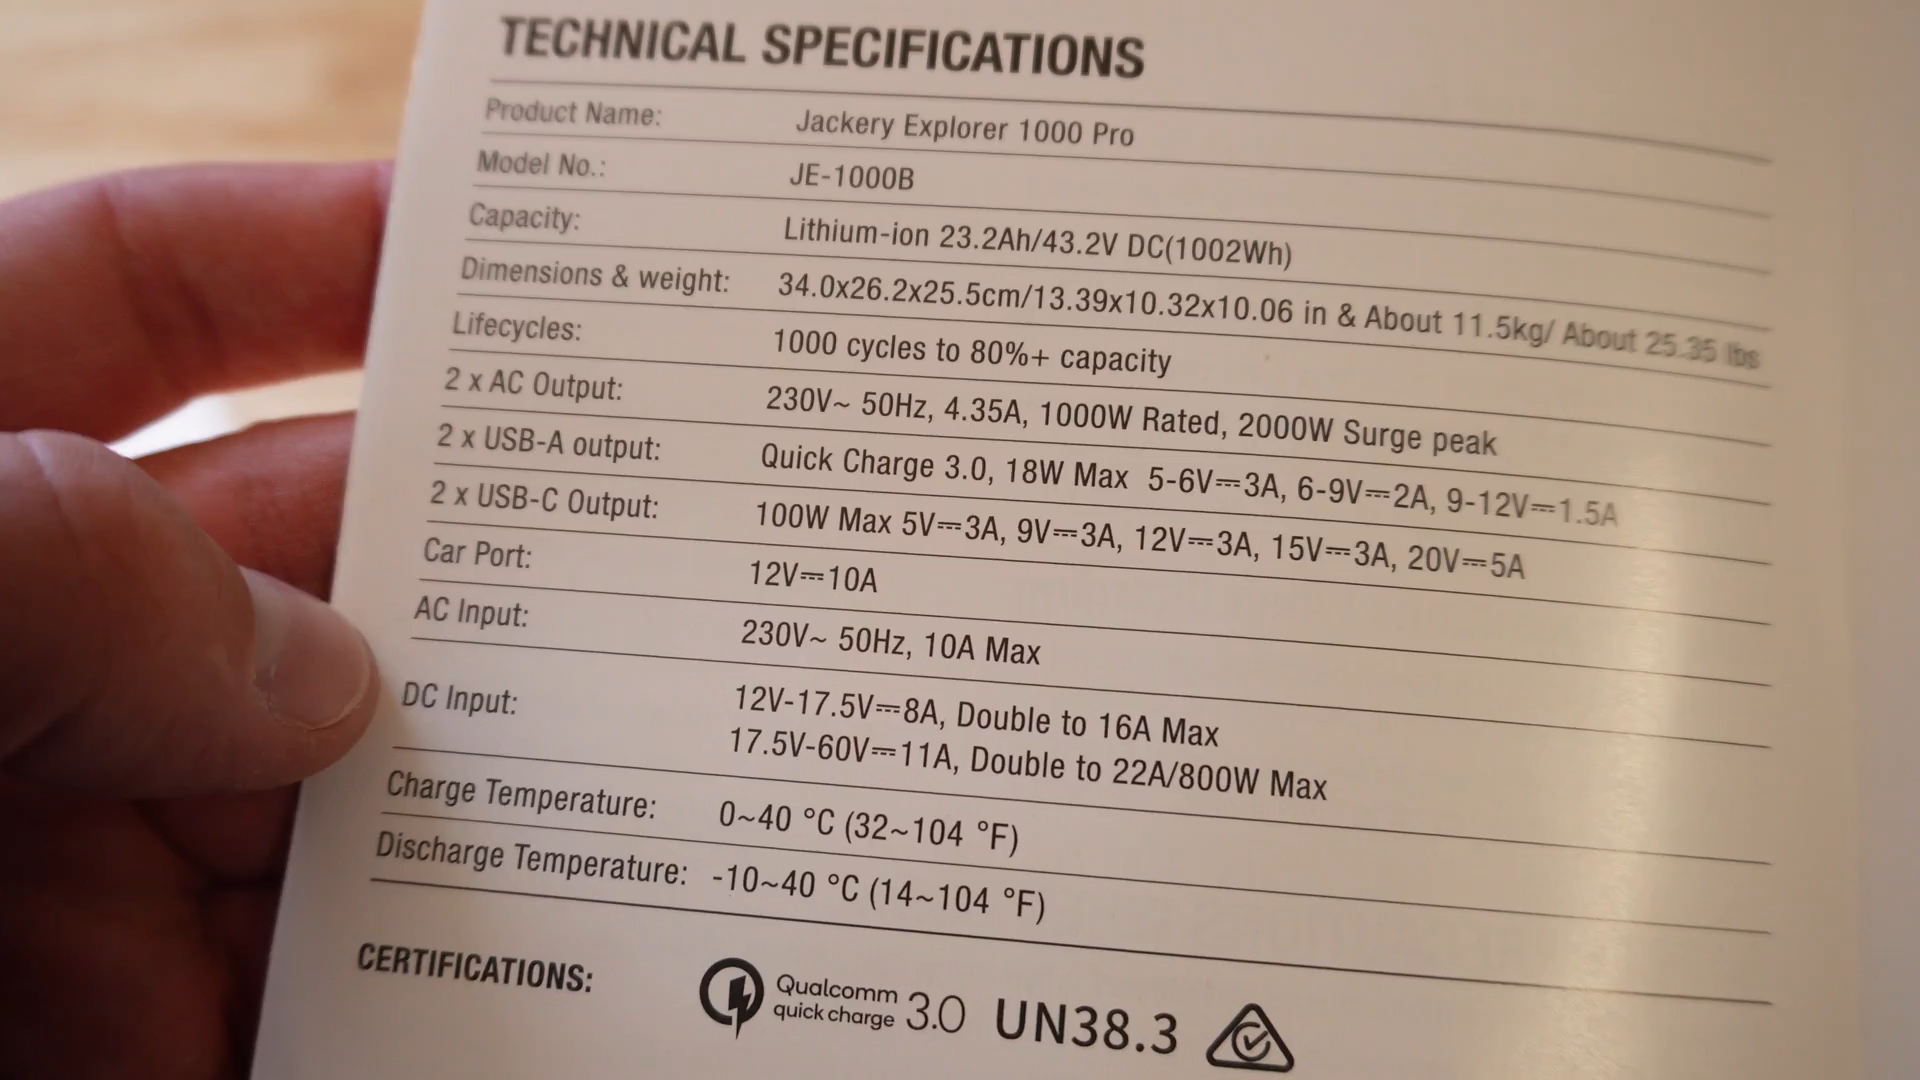 TECHNICAL SPECIFICATIONS
Product Name: Jackery Explorer 1000 Pro
Model No.: JE-1000B
Capacity: Lithium-ion 23.2Ah/43.2V DC(1002Wh)
Dimensions & weight: 34.0x26.2x25.5cm/13.39x10.32x10.06 in & About 11.5kg/ About 25.35 lbs
Lifecycles: 1000 cycles to 80%+ capacity
2 x AC Output: 230V~ 50Hz, 4.35A, 1000W Rated, 2000W Surge peak
2 x USB-A output: Quick Charge 3.0, 18W Max 5-6V⎓3A, 6-9V⎓2A, 9-12V⎓1.5A
2 x USB-C Output: 100W Max 5V⎓3A, 9V⎓3A, 12V⎓3A, 15V⎓3A, 20V⎓5A
Car Port: 12V⎓10A
AC Input: 230V~ 50Hz, 10A Max
DC Input: 12V-17.5V⎓8A, Double to 16A Max
17.5V-60V⎓11A, Double to 22A/800W Max
Charge Temperature: 0~40 °C (32~104 °F)
Discharge Temperature: -10~40 °C (14~104 °F)
CERTIFICATIONS: Qualcomm quick charge 3.0 UN38.3